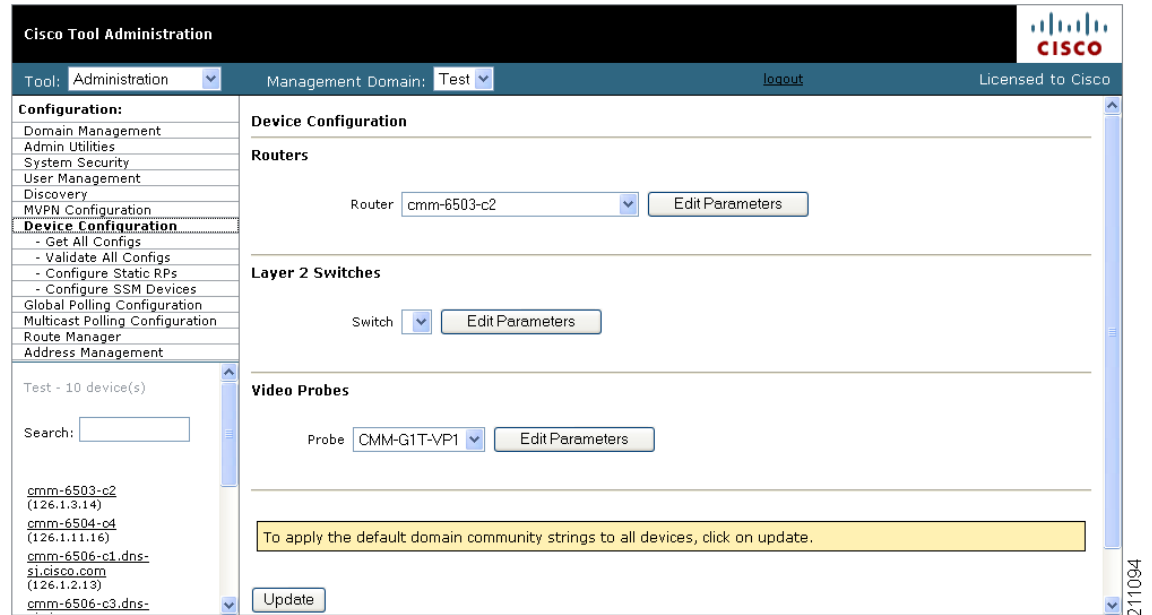 Cisco Tool Administration
CISCO
Tool: Administration Management Domain: Test logout Licensed to Cisco
Configuration:
Domain Management
Admin Utilities
System Security
User Management
Discovery
MVPN Configuration
Device Configuration
- Get All Configs
- Validate All Configs
- Configure Static RPs
- Configure SSM Devices
Global Polling Configuration
Multicast Polling Configuration
Route Manager
Address Management
Test - 10 device(s)
Search:
cmm-6503-c2
(126.1.3.14)
cmm-6504-c4
(126.1.11.16)
cmm-6506-c1.dns-
sj.cisco.com
(126.1.2.13)
cmm-6506-c3.dns-
Device Configuration
Routers
Router cmm-6503-c2 Edit Parameters
Layer 2 Switches
Switch Edit Parameters
Video Probes
Probe CMM-G1T-VP1 Edit Parameters
To apply the default domain community strings to all devices, click on update.
Update
211094